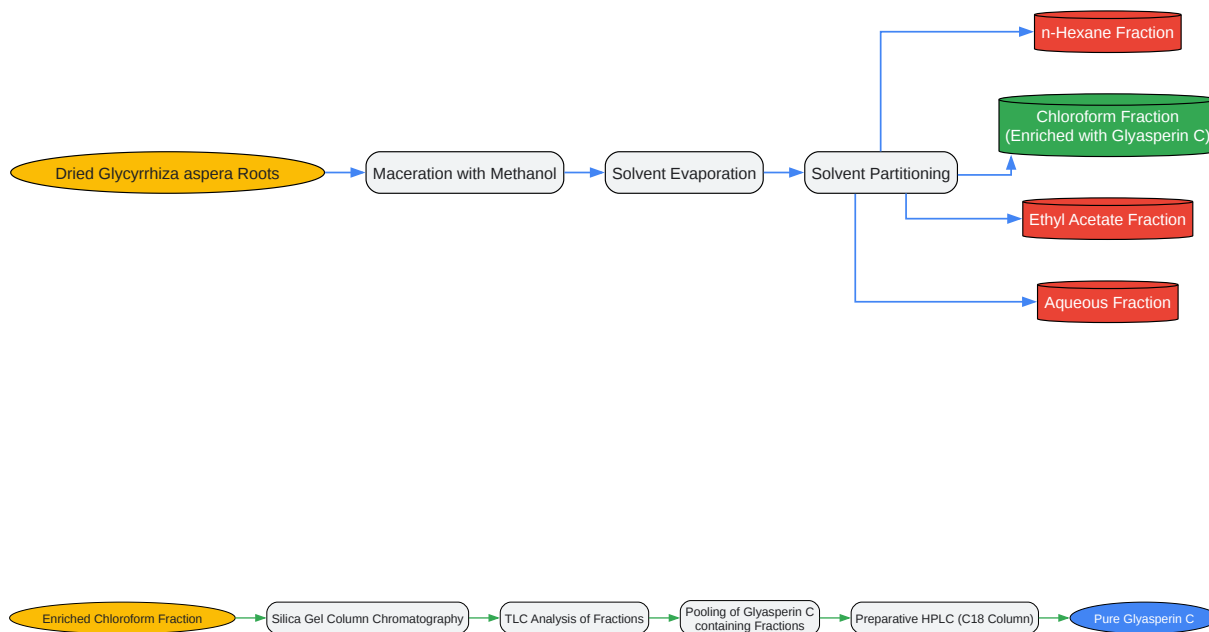 n-Hexane Fraction
Chloroform Fraction
(Enriched with Glyasperin C)
Dried Glycyrrhiza aspera Roots
Maceration with Methanol
Solvent Evaporation
Solvent Partitioning
Ethyl Acetate Fraction
Aqueous Fraction
Enriched Chloroform Fraction
Silica Gel Column Chromatography
TLC Analysis of Fractions
Pooling of Glyasperin C
containing Fractions
Preparative HPLC (C18 Column)
Pure Glyasperin C